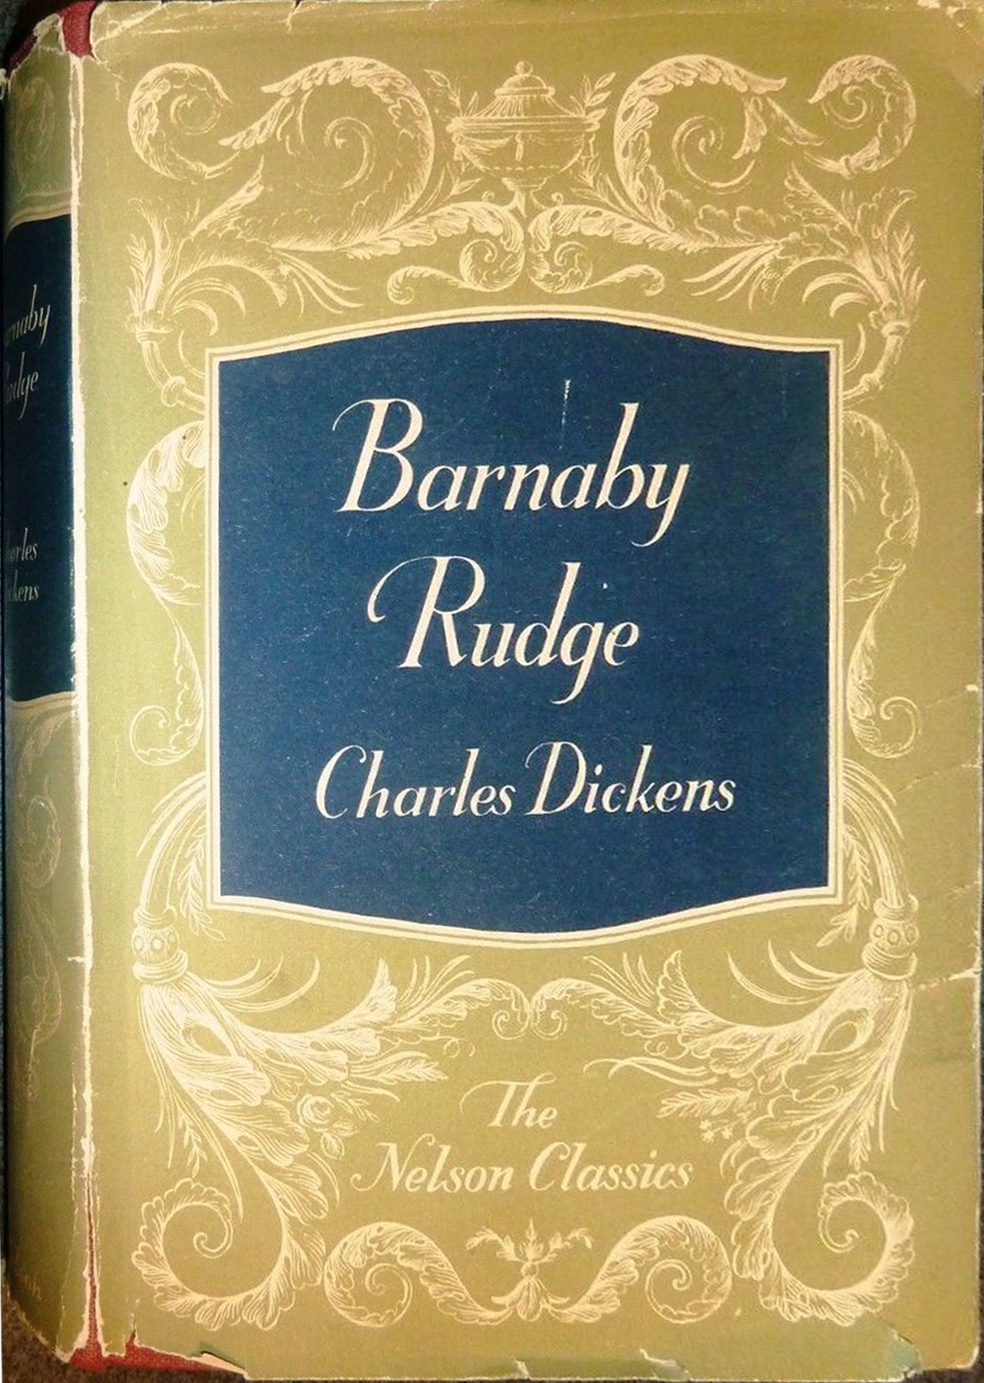 Barnaby
Rudge
Charles Dickens
The
Nelson Classics